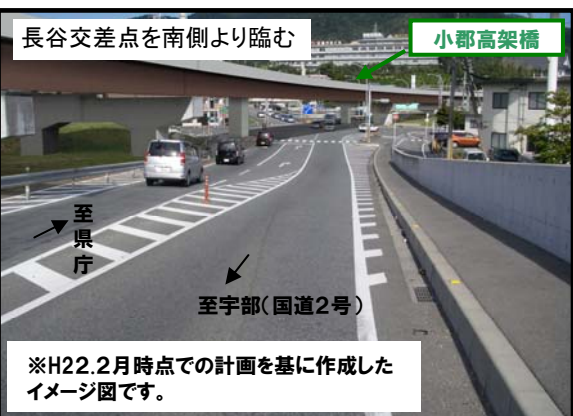 長谷交差点を南側より臨む
小郡高架橋
至県庁
至宇部(国道2号)
※H22.2月時点での計画を基に作成した
イメージ図です。